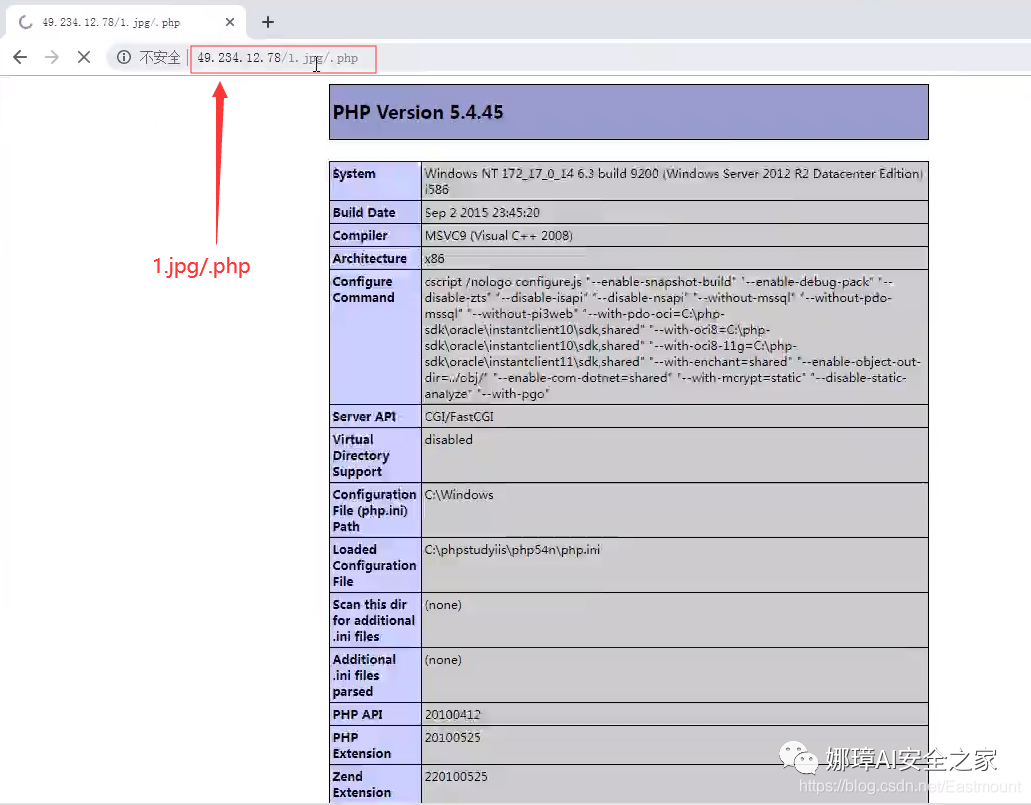 49.234.12.78/1.jpg/.php
不安全
49.234.12.78/1.jpg/.php
1.jpg/.php
PHP Version 5.4.45
System
Windows NT 172_17_0_14 6.3 build 9200 (Windows Server 2012 R2 Datacenter Edition)
i586
Build Date
Sep 2 2015 23:45:20
Compiler
MSVC9 (Visual C++ 2008)
Architecture
x86
Configure
Command
cscript /nologo configure.js "--enable-snapshot-build" "--enable-debug-pack" "--
disable-zts" "--disable-isapi" "--disable-nsapi" "--without-mssql" "--without-pdo-
mssql" "--without-pi3web" "--with-pdo-oci=C:\php-
sdk\oracle\instantclient10\sdk,shared" "--with-oci8=C:\php-
sdk\oracle\instantclient10\sdk,shared" "--with-oci8-11g=C:\php-
sdk\oracle\instantclient11\sdk,shared" "--with-enchant=shared" "--enable-object-out-
dir=../obj/" "--enable-com-dotnet=shared" "--with-mcrypt=static" "--disable-static-
analyze" "--with-pgo"
Server API
CGI/FastCGI
Virtual
Directory
Support
disabled
Configuration
File (php.ini)
Path
C:\Windows
Loaded
Configuration
File
C:\phpstudyiis\php54n\php.ini
Scan this dir
for additional
.ini files
(none)
Additional
.ini files
parsed
(none)
PHP API
20100412
PHP
Extension
20100525
Zend
Extension
220100525
娜璋AI安全之家
https://blog.csdn.net/Eastmount